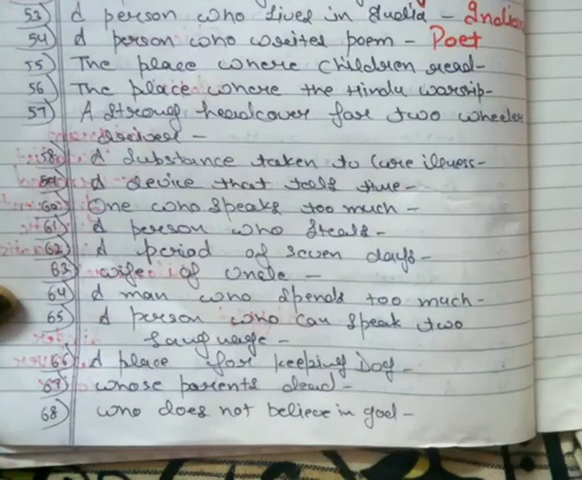 53) A person who lives in India - Indian
54) A person who writes poem - Poet
55) The place where children read-
56) The place where the Hindu worship-
57) A strong headcover for two wheeler
driver -
58) A substance taken to cure illness-
59) A device that tells time-
60) One who speaks too much -
61) A person who steals-
62) A period of seven days-
63) wife of Uncle -
64) A man who spends too much-
65) A person who can speak two
language -
66) A place for keeping Dog-
67) whose parents dead-
68) who does not believe in god-